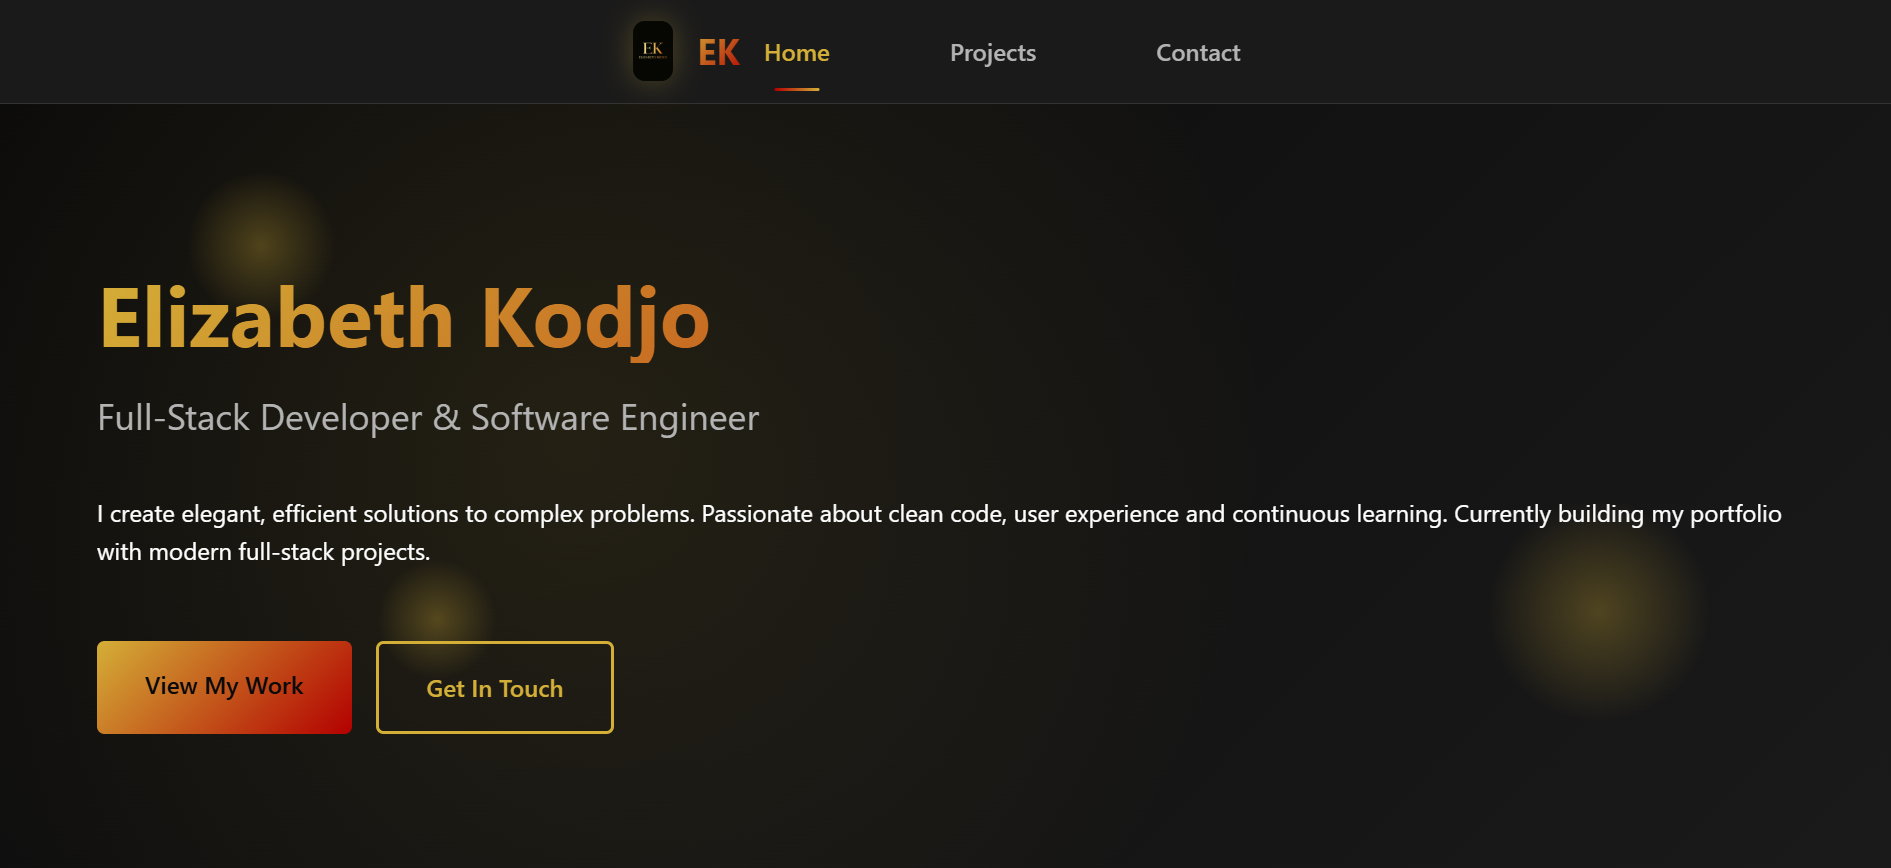 EK
EK
Home
Projects
Contact
Elizabeth Kodjo
Full-Stack Developer & Software Engineer
I create elegant, efficient solutions to complex problems. Passionate about clean code, user experience and continuous learning. Currently building my portfolio
with modern full-stack projects.
View My Work
Get In Touch